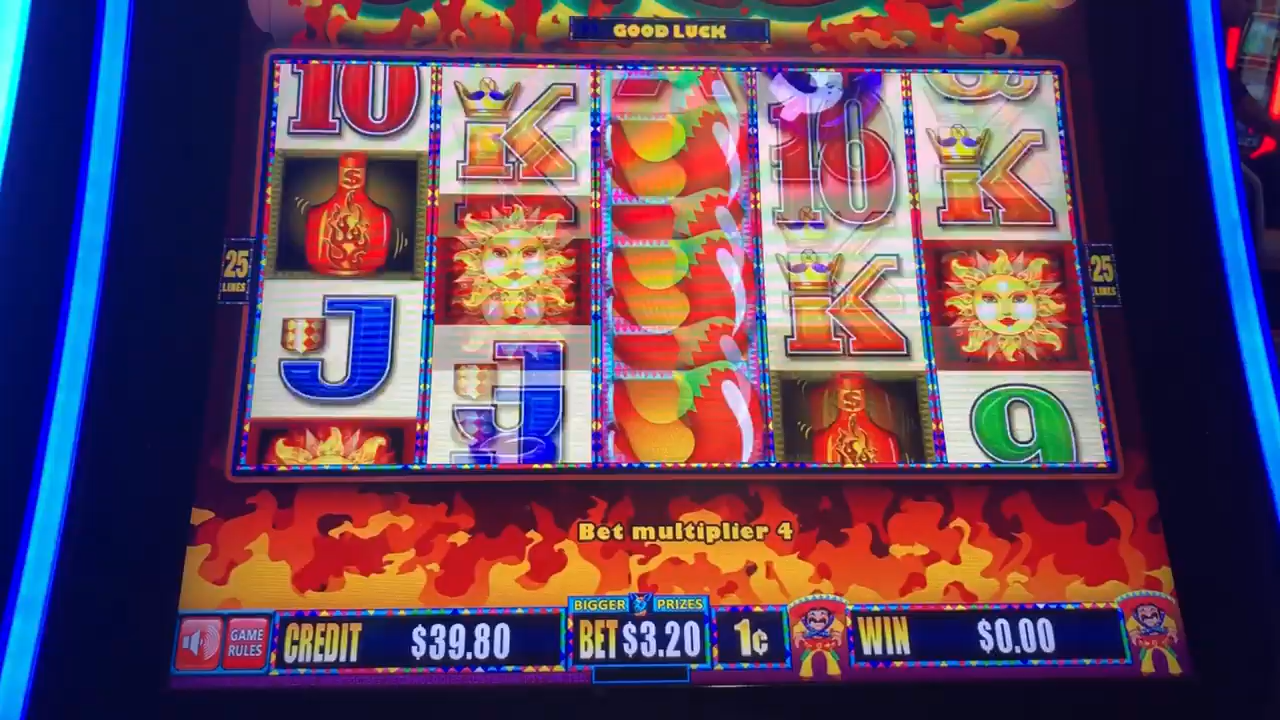 GOOD LUCK
10
K
10
8
K
$
25
LINES
25
LINES
K
J
J
$
9
Bet multiplier 4
BIGGER PRIZES
GAME
RULES
CREDIT $39.80
BET $3.20
1¢
WIN $0.00